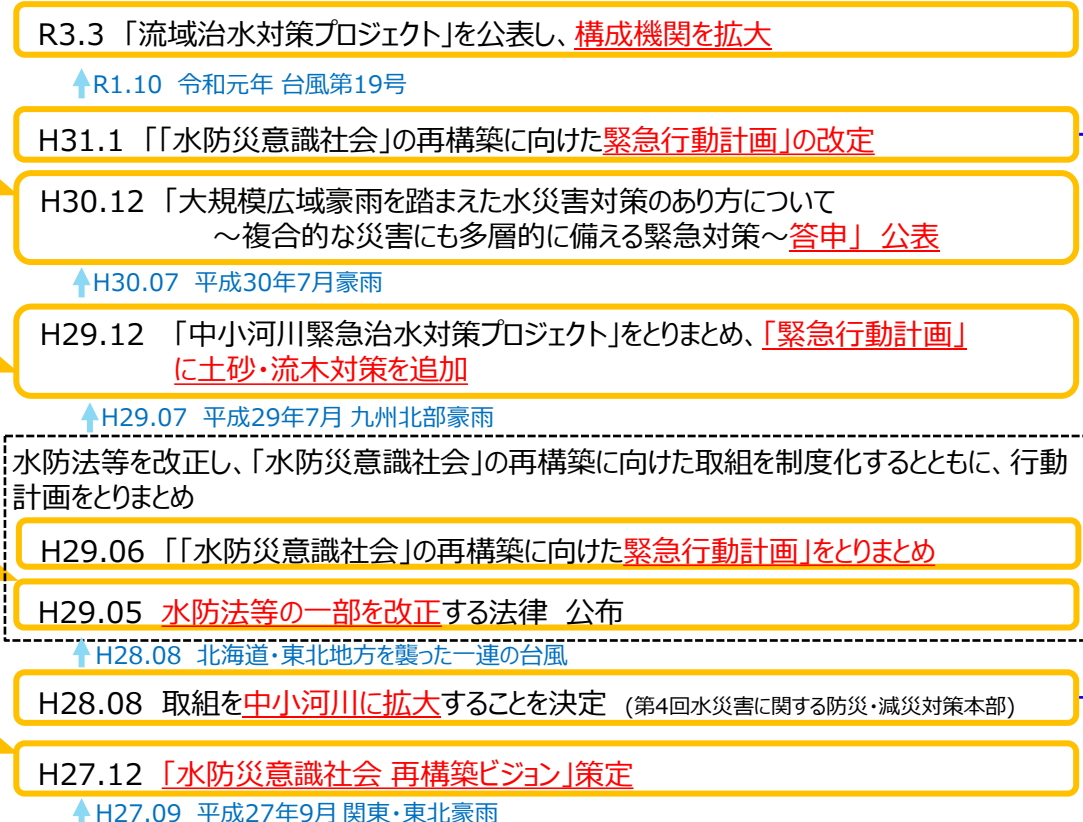 R3.3 「流域治水対策プロジェクト」を公表し、構成機関を拡大
R1.10 令和元年 台風第19号
H31.1 「「水防災意識社会」の再構築に向けた緊急行動計画」の改定
H30.12 「大規模広域豪雨を踏まえた水災害対策のあり方について
～複合的な災害にも多層的に備える緊急対策～答申」 公表
H30.07 平成30年7月豪雨
H29.12 「中小河川緊急治水対策プロジェクト」をとりまとめ、「緊急行動計画」
に土砂・流木対策を追加
H29.07 平成29年7月 九州北部豪雨
水防法等を改正し、「水防災意識社会」の再構築に向けた取組を制度化するとともに、行動
計画をとりまとめ
H29.06 「「水防災意識社会」の再構築に向けた緊急行動計画」をとりまとめ
H29.05 水防法等の一部を改正する法律 公布
H28.08 北海道・東北地方を襲った一連の台風
H28.08 取組を中小河川に拡大することを決定 (第4回水災害に関する防災・減災対策本部)
H27.12 「水防災意識社会 再構築ビジョン」策定
H27.09 平成27年9月 関東・東北豪雨